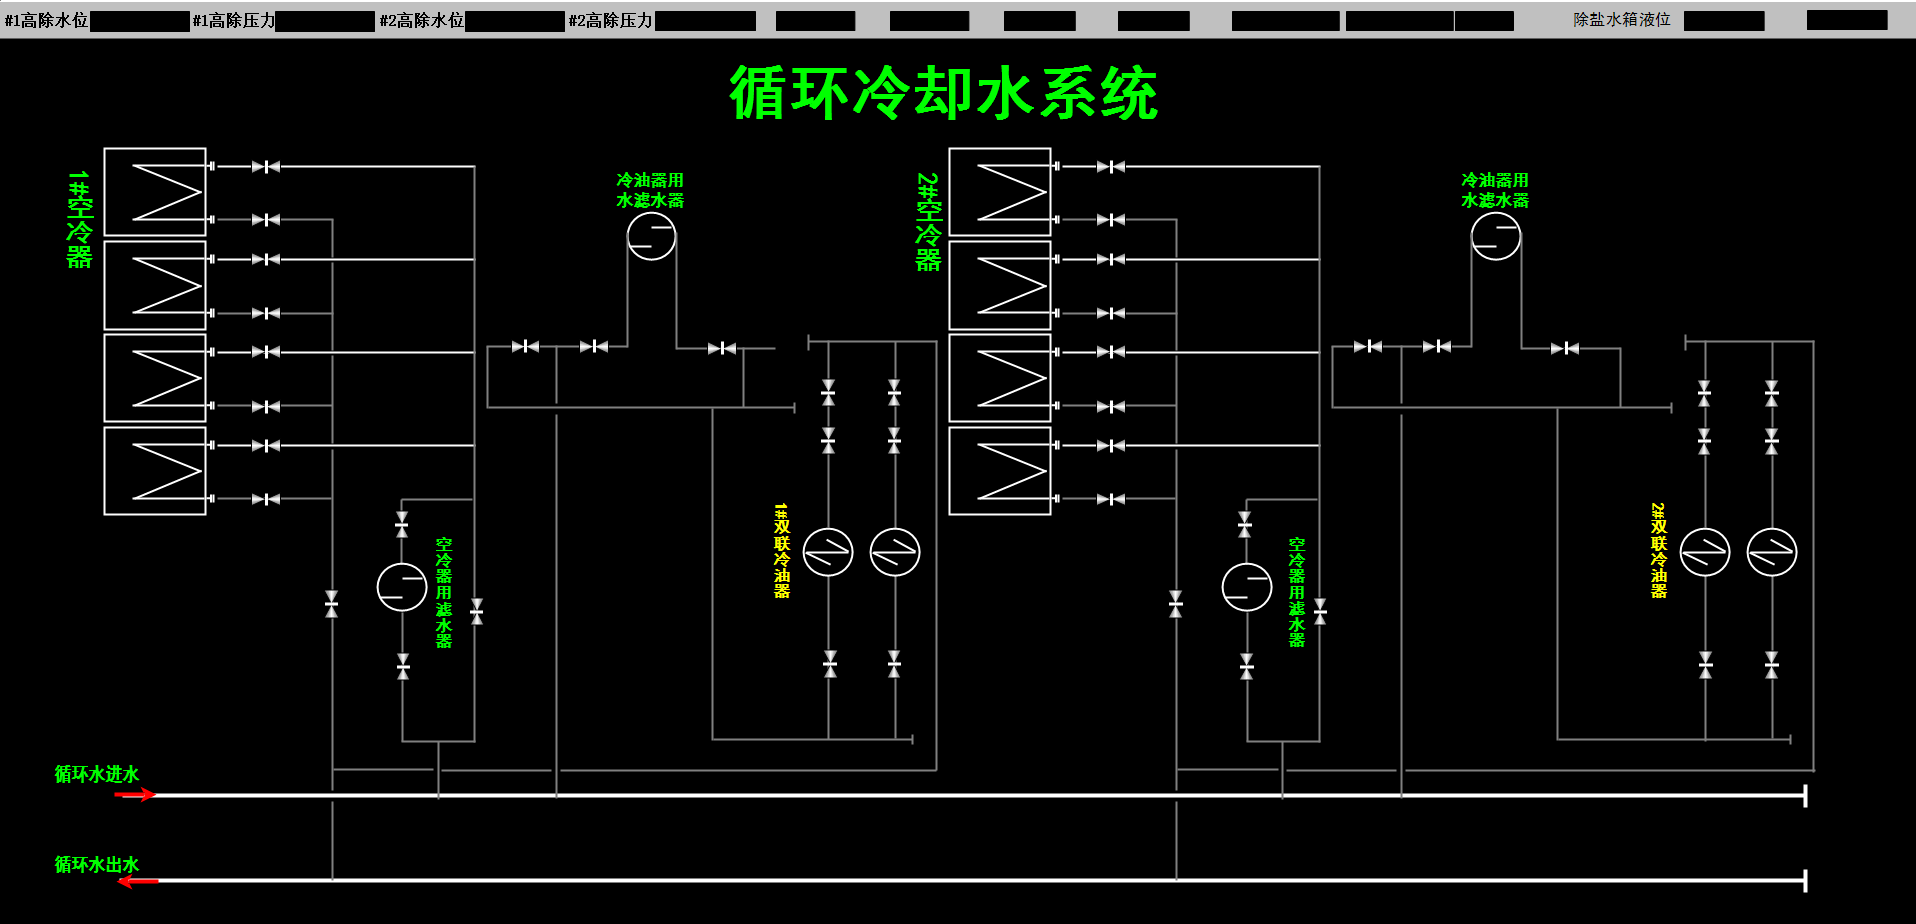 #1高除水位 #1高除压力 #2高除水位 #2高除压力 除盐水箱液位
循环冷却水系统
1#空冷器
冷油器用
水滤水器
2#空冷器
冷油器用
水滤水器
空冷器用滤水器
1#双联冷油器
空冷器用滤水器
2#双联冷油器
循环水进水
循环水出水